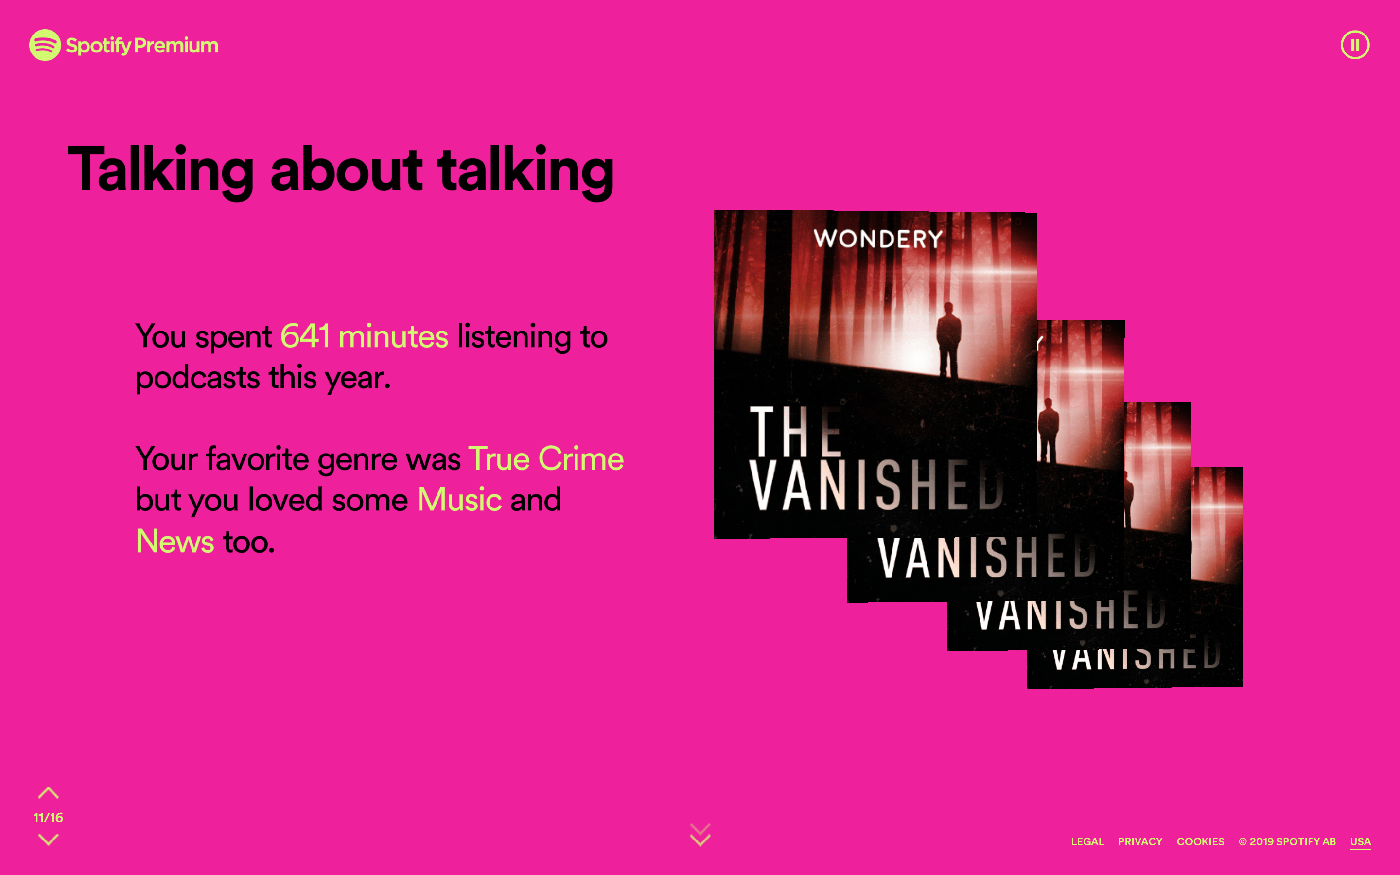 Spotify Premium
Talking about talking
You spent 641 minutes listening to
podcasts this year.
Your favorite genre was True Crime
but you loved some Music and
News too.
WONDERY
THE
VANISHED
VANISHED
VANISHED
VANISHED
11/16
LEGAL PRIVACY COOKIES © 2019 SPOTIFY AB USA